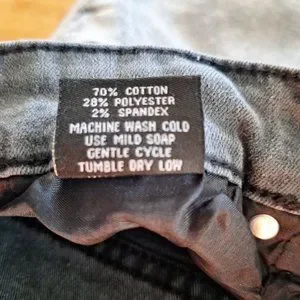 70% COTTON
28% POLYESTER
2% SPANDEX
MACHINE WASH COLD
USE MILD SOAP
GENTLE CYCLE
TUMBLE DRY LOW